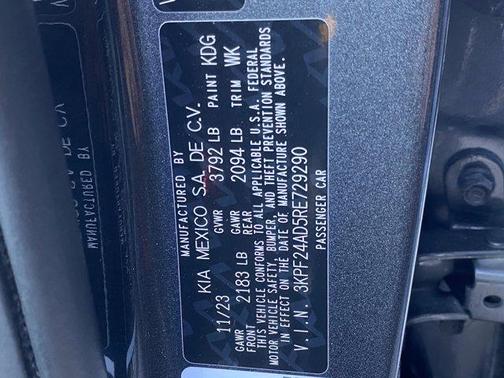 MANUFACTURED BY
KIA MEXICO S.A. DE C.V.
11/23 GVWR 3792 LB PAINT KDG
GAWR FRONT 2183 LB GAWR REAR 2094 LB TRIM WK
THIS VEHICLE CONFORMS TO ALL APPLICABLE U.S.A. FEDERAL
MOTOR VEHICLE SAFETY, BUMPER, AND THEFT PREVENTION STANDARDS
IN EFFECT ON THE DATE OF MANUFACTURE SHOWN ABOVE.
V.I.N. 3KPF24AD5RE729290
PASSENGER CAR